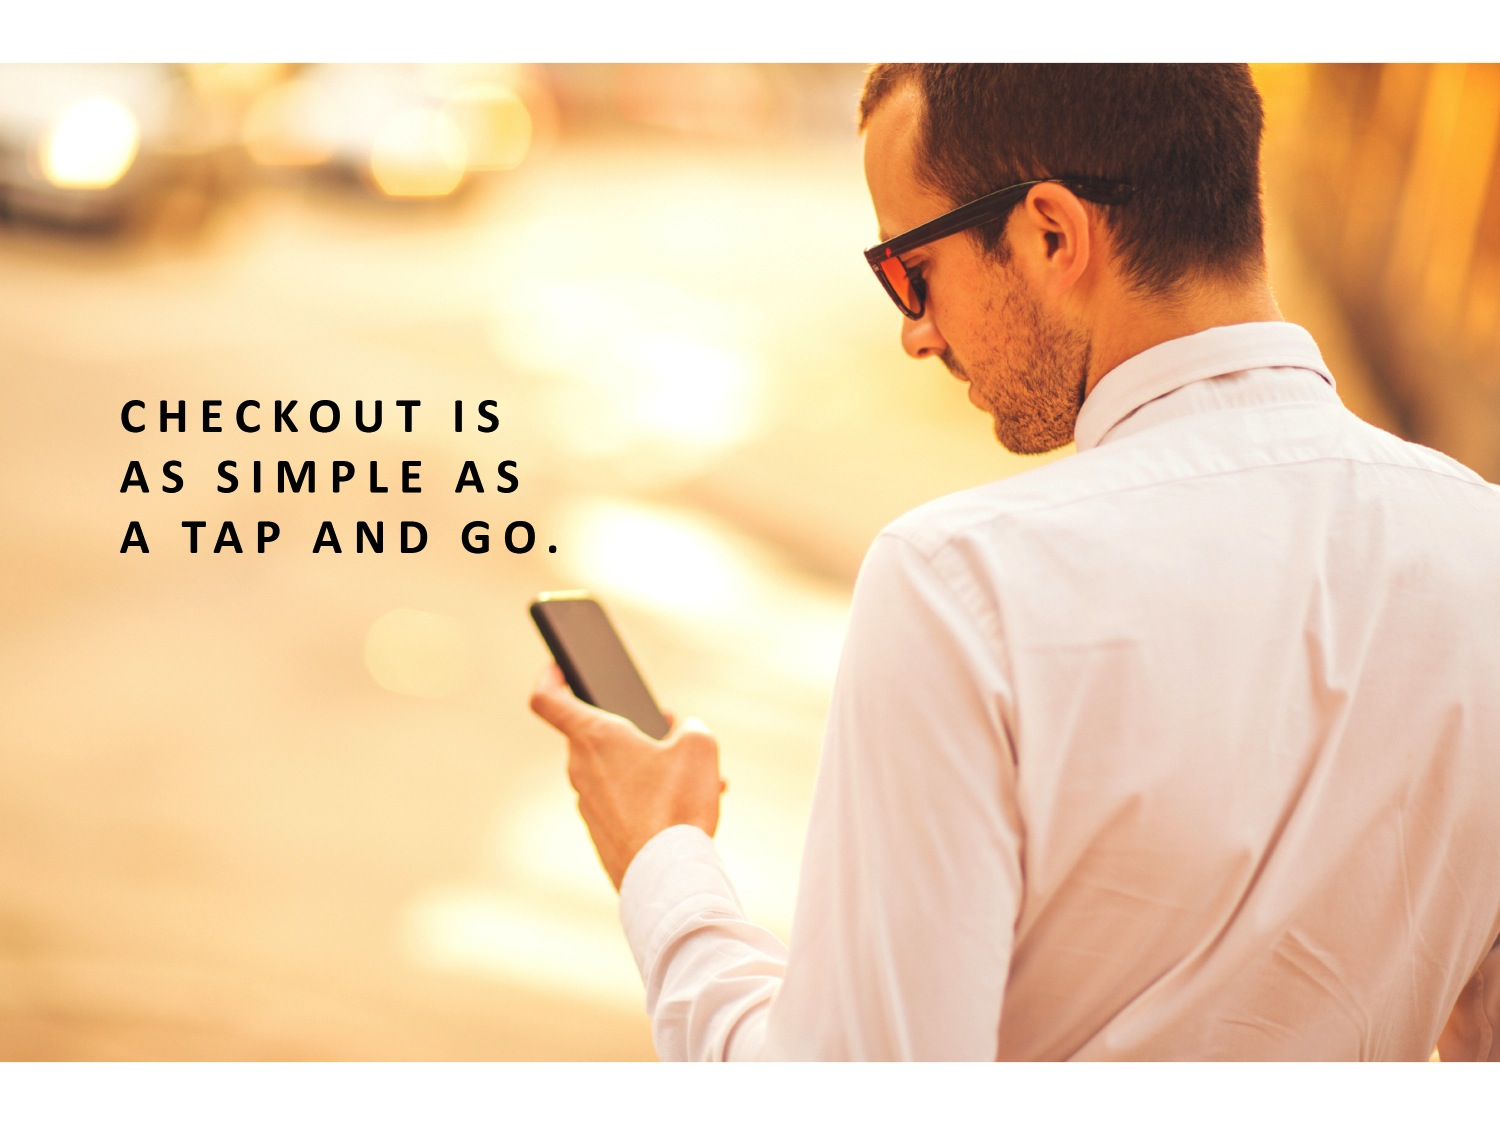 CHECKOUT IS
AS SIMPLE AS
A TAP AND GO.